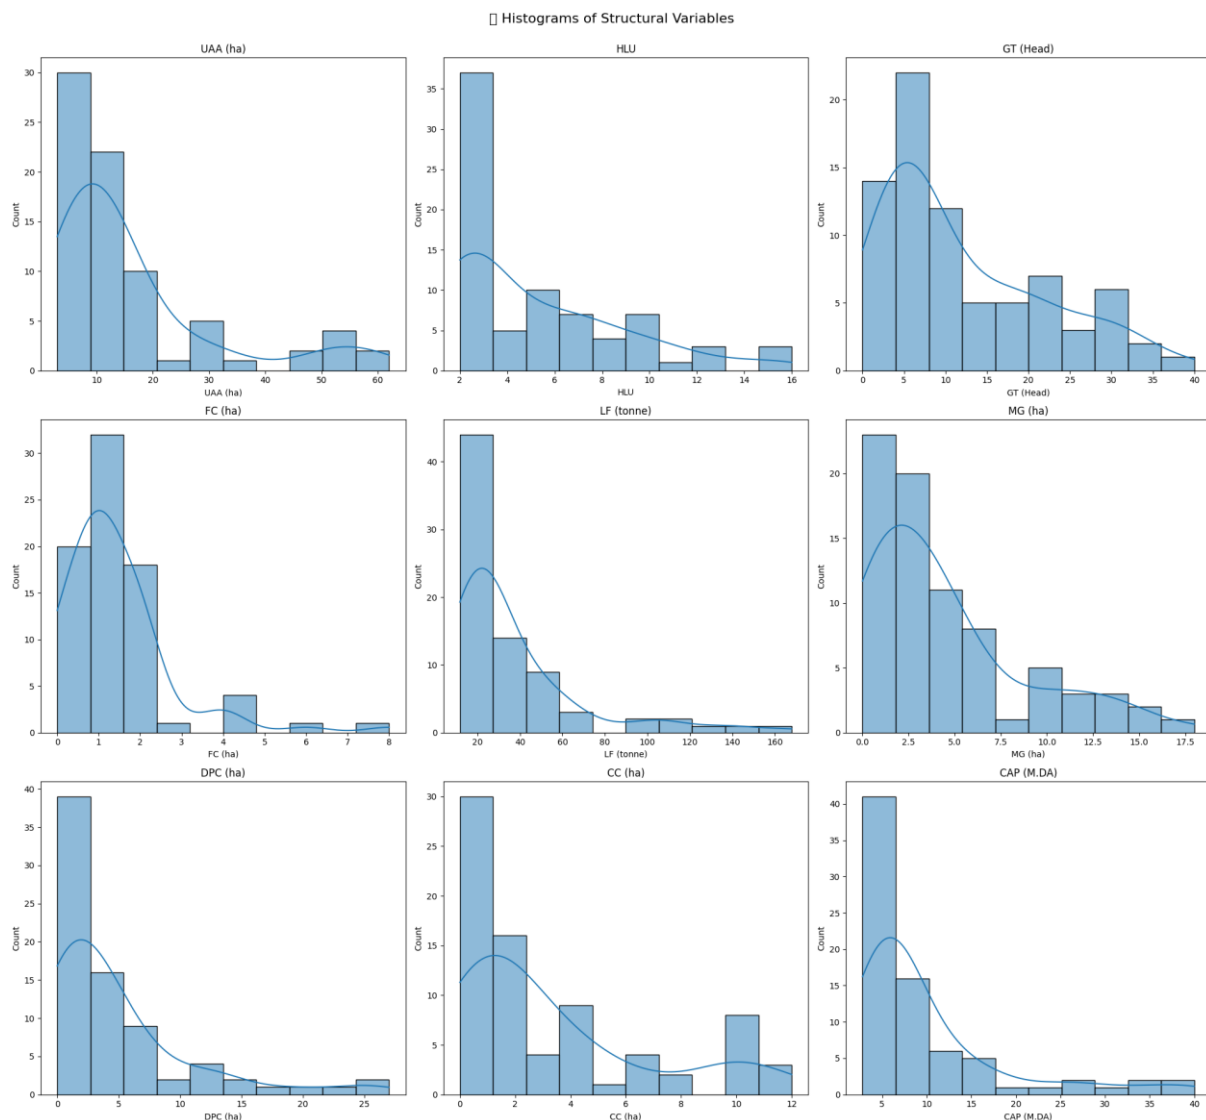 ▯ Histograms of Structural Variables
UAA (ha)
HLU
GT (Head)
30
25
20
15
10
5
0
Count
10 20 30 40 50 60
UAA (ha)
35
30
25
20
15
10
5
0
Count
2 4 6 8 10 12 14 16
HLU
20
15
10
5
0
Count
0 5 10 15 20 25 30 35 40
GT (Head)
FC (ha)
LF (tonne)
MG (ha)
30
25
20
15
10
5
0
Count
0 1 2 3 4 5 6 7 8
FC (ha)
40
30
20
10
0
Count
20 40 60 80 100 120 140 160
LF (tonne)
20
15
10
5
0
Count
0.0 2.5 5.0 7.5 10.0 12.5 15.0 17.5
MG (ha)
DPC (ha)
CC (ha)
CAP (M.DA)
40
35
30
25
20
15
10
5
0
Count
0 5 10 15 20 25
DPC (ha)
30
25
20
15
10
5
0
Count
0 2 4 6 8 10 12
CC (ha)
40
35
30
25
20
15
10
5
0
Count
5 10 15 20 25 30 35 40
CAP (M.DA)